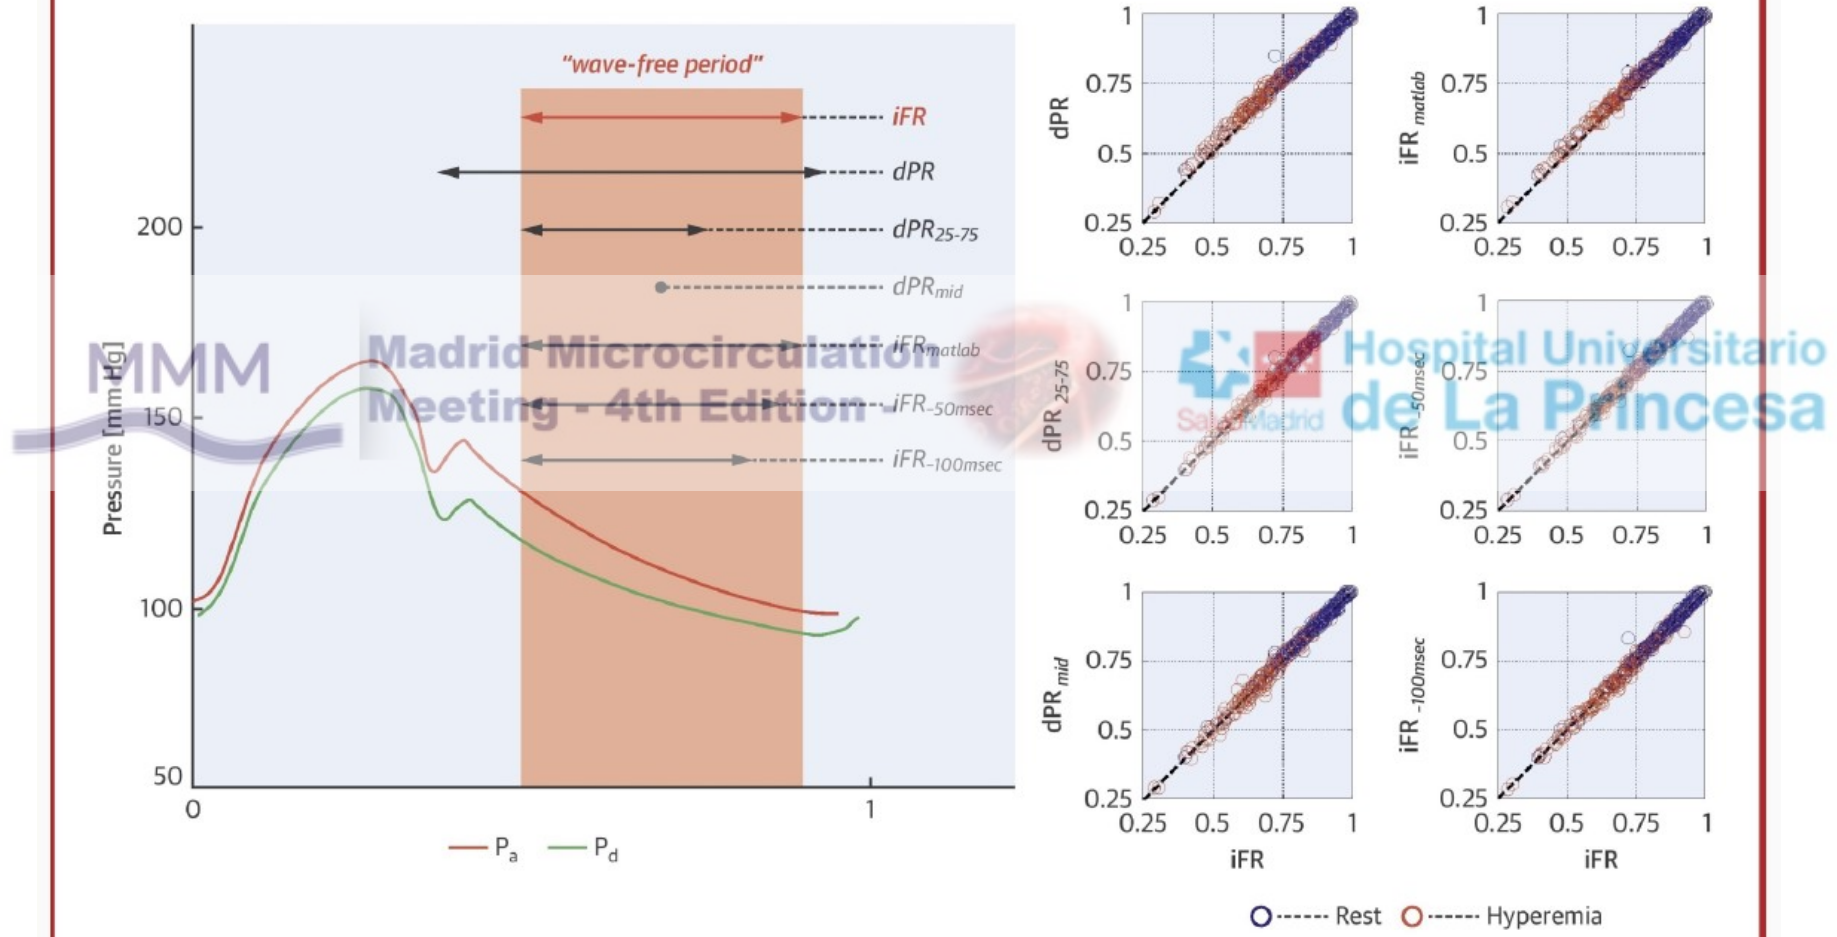 "wave-free period"
iFR
dPR
dPR25-75
dPRmid
iFRmatlab
iFR-50msec
iFR-100msec
Pressure [mm Hg]
200
150
100
50
0
1
Pa
Pd
MMM
Madrid Microcirculation
Meeting - 4th Edition -
Hospital Universitario
de La Princesa
SaludMadrid
dPR
1
0.75
0.5
0.25
0.25 0.5 0.75 1
iFR matlab
1
0.75
0.5
0.25
0.25 0.5 0.75 1
dPR 25-75
1
0.75
0.5
0.25
0.25 0.5 0.75 1
iFR -50msec
1
0.75
0.5
0.25
0.25 0.5 0.75 1
dPR mid
1
0.75
0.5
0.25
0.25 0.5 0.75 1
iFR
iFR -100msec
1
0.75
0.5
0.25
0.25 0.5 0.75 1
iFR
Rest
Hyperemia